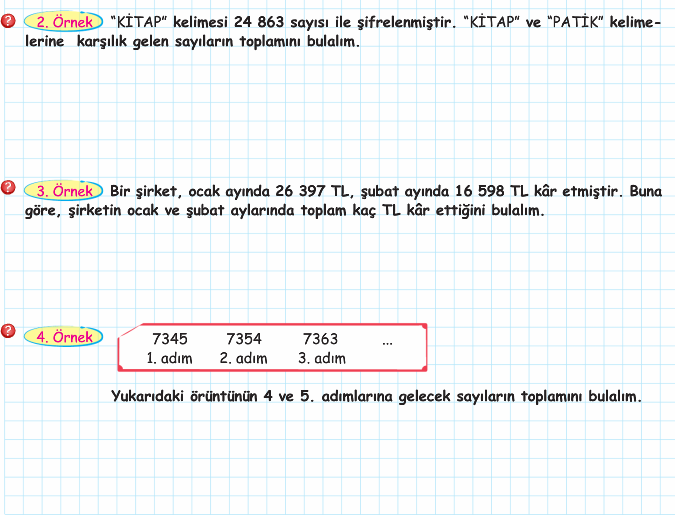 ? 2. Örnek "KİTAP" kelimesi 24 863 sayısı ile şifrelenmiştir. "KİTAP" ve "PATİK" kelime-
lerine karşılık gelen sayıların toplamını bulalım.
? 3. Örnek Bir şirket, ocak ayında 26 397 TL, şubat ayında 16 598 TL kâr etmiştir. Buna
göre, şirketin ocak ve şubat aylarında toplam kaç TL kâr ettiğini bulalım.
? 4. Örnek 7345 7354 7363 ...
1. adım 2. adım 3. adım
Yukarıdaki örüntünün 4 ve 5. adımlarına gelecek sayıların toplamını bulalım.